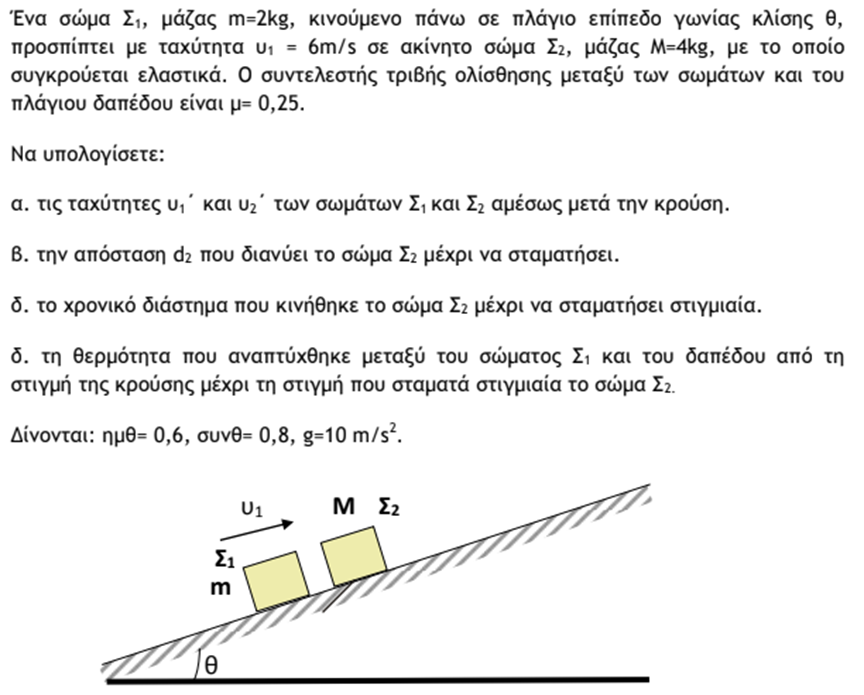 Ένα σώμα Σ₁, μάζας m=2kg, κινούμενο πάνω σε πλάγιο επίπεδο γωνίας κλίσης θ,
προσπίπτει με ταχύτητα υ₁ = 6m/s σε ακίνητο σώμα Σ₂, μάζας M=4kg, με το οποίο
συγκρούεται ελαστικά. Ο συντελεστής τριβής ολίσθησης μεταξύ των σωμάτων και του
πλάγιου δαπέδου είναι μ= 0,25.
Να υπολογίσετε:
α. τις ταχύτητες υ₁΄ και υ₂΄ των σωμάτων Σ₁ και Σ₂ αμέσως μετά την κρούση.
β. την απόσταση d₂ που διανύει το σώμα Σ₂ μέχρι να σταματήσει.
δ. το χρονικό διάστημα που κινήθηκε το σώμα Σ₂ μέχρι να σταματήσει στιγμιαία.
δ. τη θερμότητα που αναπτύχθηκε μεταξύ του σώματος Σ₁ και του δαπέδου από τη
στιγμή της κρούσης μέχρι τη στιγμή που σταματά στιγμιαία το σώμα Σ₂.
Δίνονται: ημθ= 0,6, συνθ= 0,8, g=10 m/s².
υ₁ M Σ₂
Σ₁
m
θ